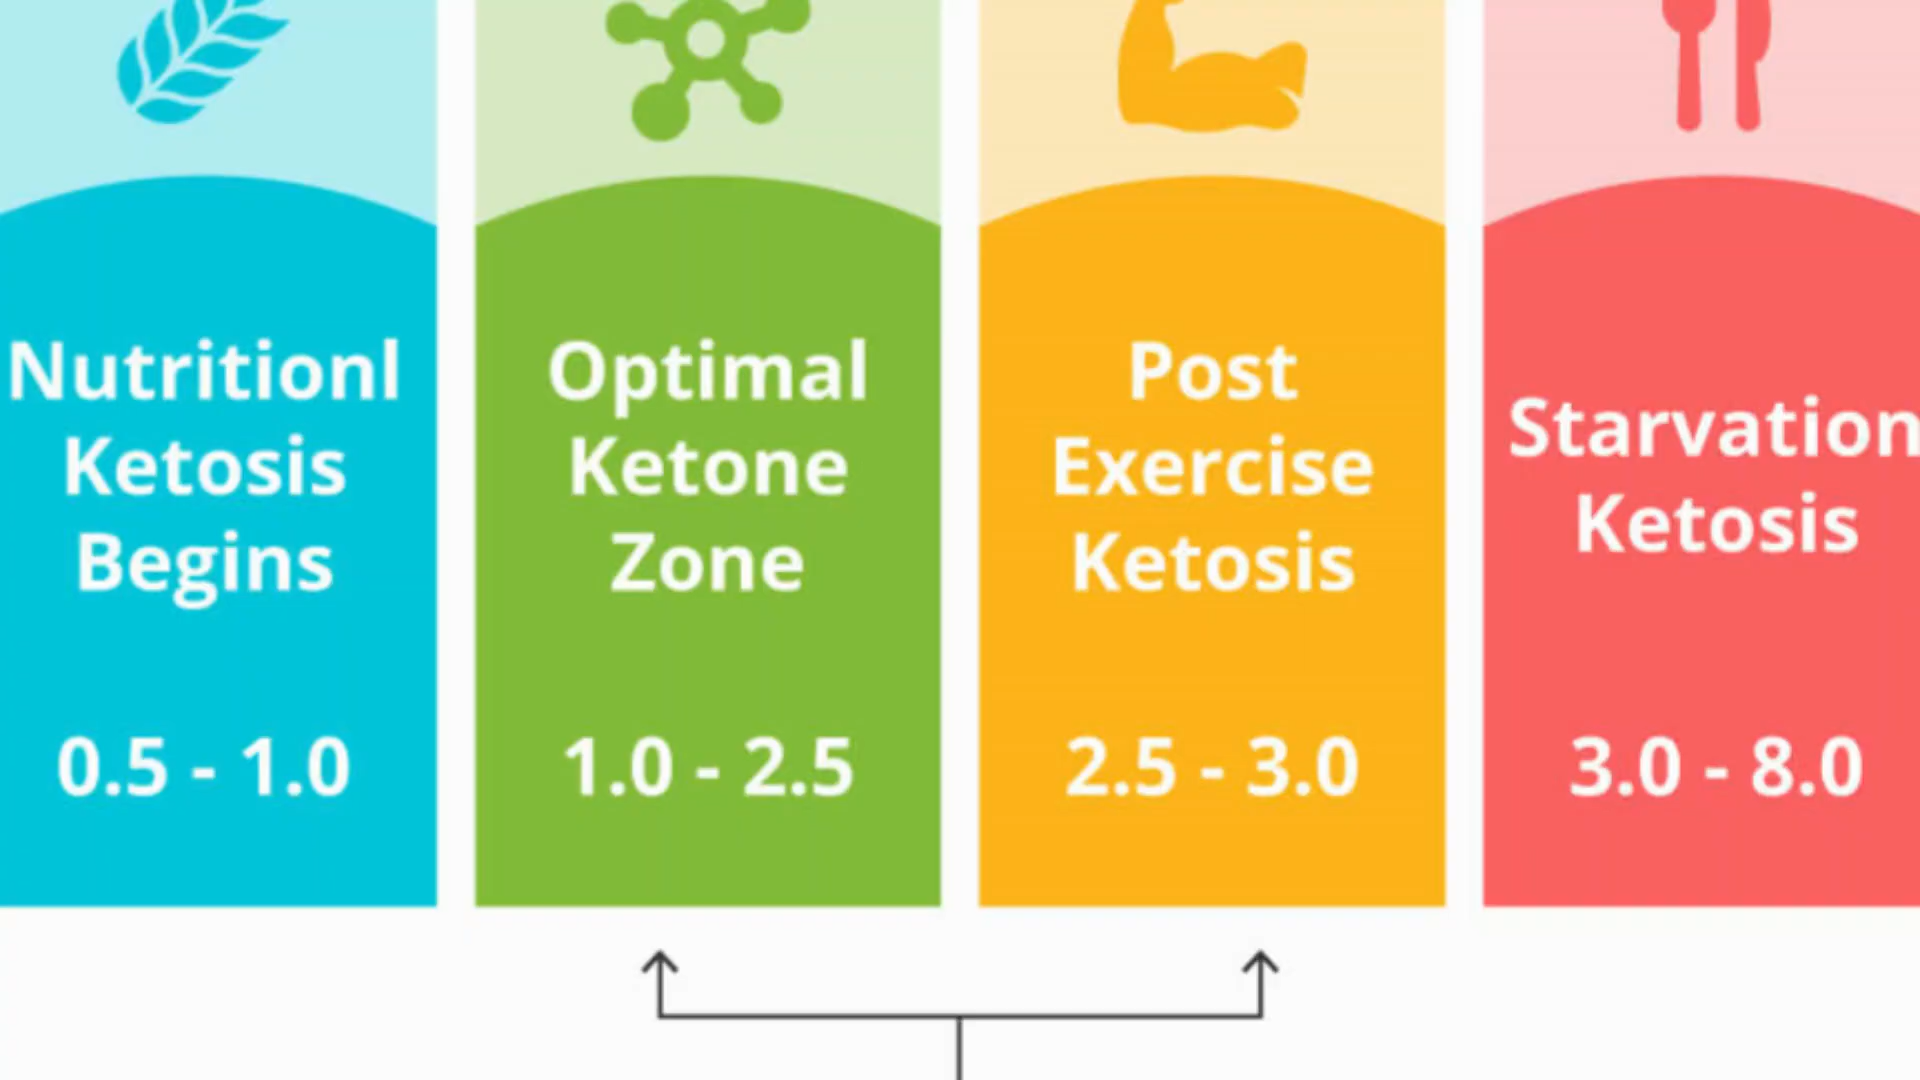 Nutritionl
Ketosis
Begins
0.5 - 1.0
Optimal
Ketone
Zone
1.0 - 2.5
Post
Exercise
Ketosis
2.5 - 3.0
Starvation
Ketosis
3.0 - 8.0